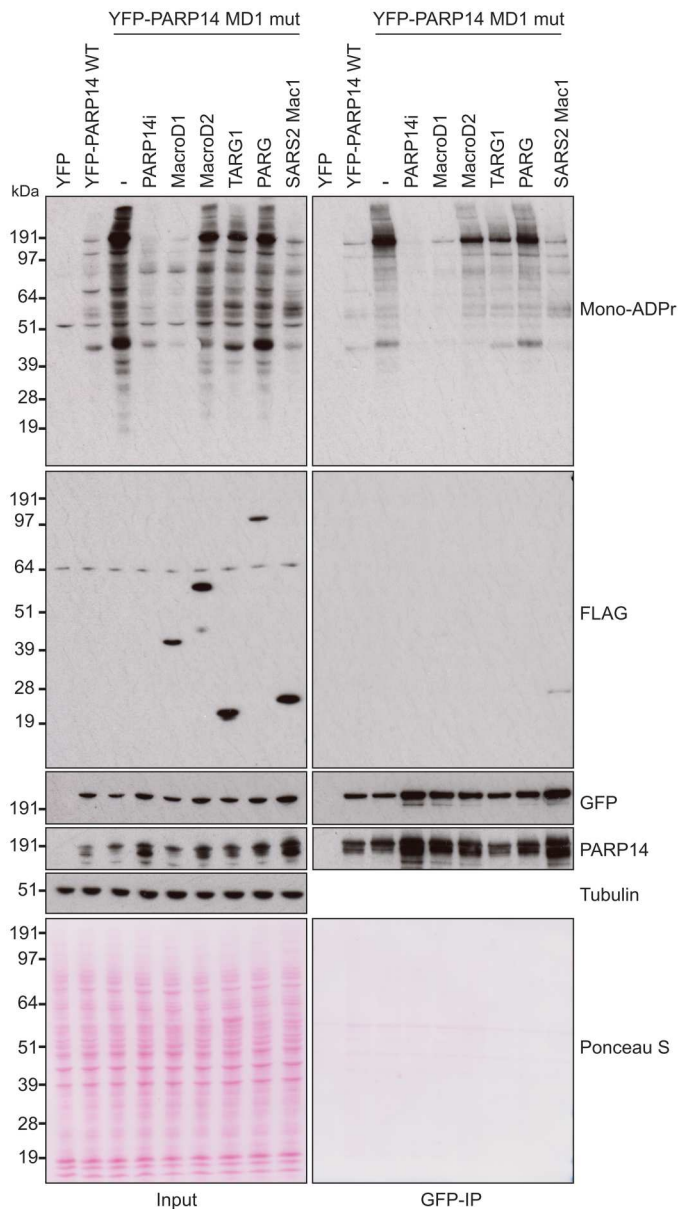 YFP-PARP14 MD1 mut
YFP-PARP14 MD1 mut
kDa
YFP
YFP-PARP14 WT
-
PARP14i
MacroD1
MacroD2
TARG1
PARG
SARS2 Mac1
YFP
YFP-PARP14 WT
-
PARP14i
MacroD1
MacroD2
TARG1
PARG
SARS2 Mac1
191
97
64
51
39
28
19
Mono-ADPr
191
97
64
51
39
28
19
FLAG
191
GFP
191
PARP14
51
Tubulin
191
97
64
51
39
28
19
Ponceau S
Input
GFP-IP